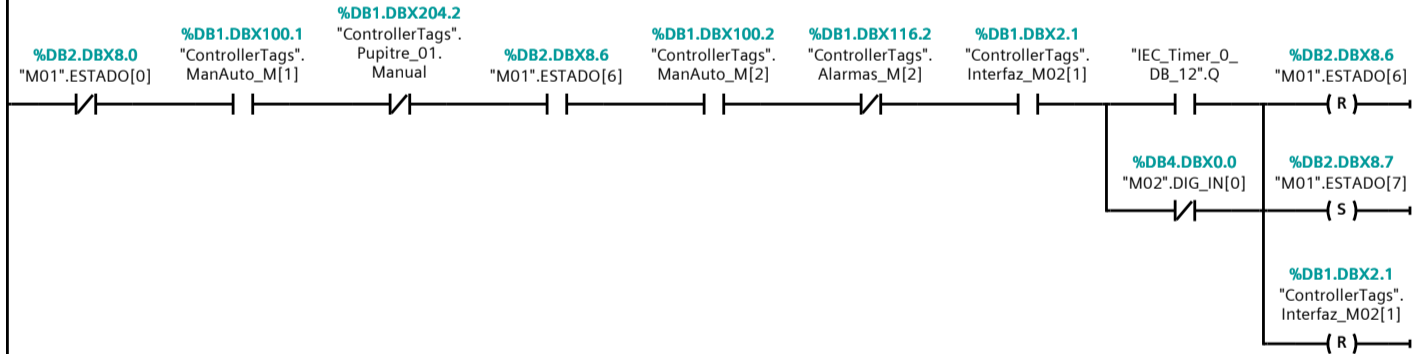 %DB2.DBX8.0
"M01".ESTADO[0]
%DB1.DBX100.1
"ControllerTags".
ManAuto_M[1]
%DB1.DBX204.2
"ControllerTags".
Pupitre_01.
Manual
%DB2.DBX8.6
"M01".ESTADO[6]
%DB1.DBX100.2
"ControllerTags".
ManAuto_M[2]
%DB1.DBX116.2
"ControllerTags".
Alarmas_M[2]
%DB1.DBX2.1
"ControllerTags".
Interfaz_M02[1]
"IEC_Timer_0_
DB_12".Q
%DB2.DBX8.6
"M01".ESTADO[6]
R
%DB4.DBX0.0
"M02".DIG_IN[0]
%DB2.DBX8.7
"M01".ESTADO[7]
S
%DB1.DBX2.1
"ControllerTags".
Interfaz_M02[1]
R